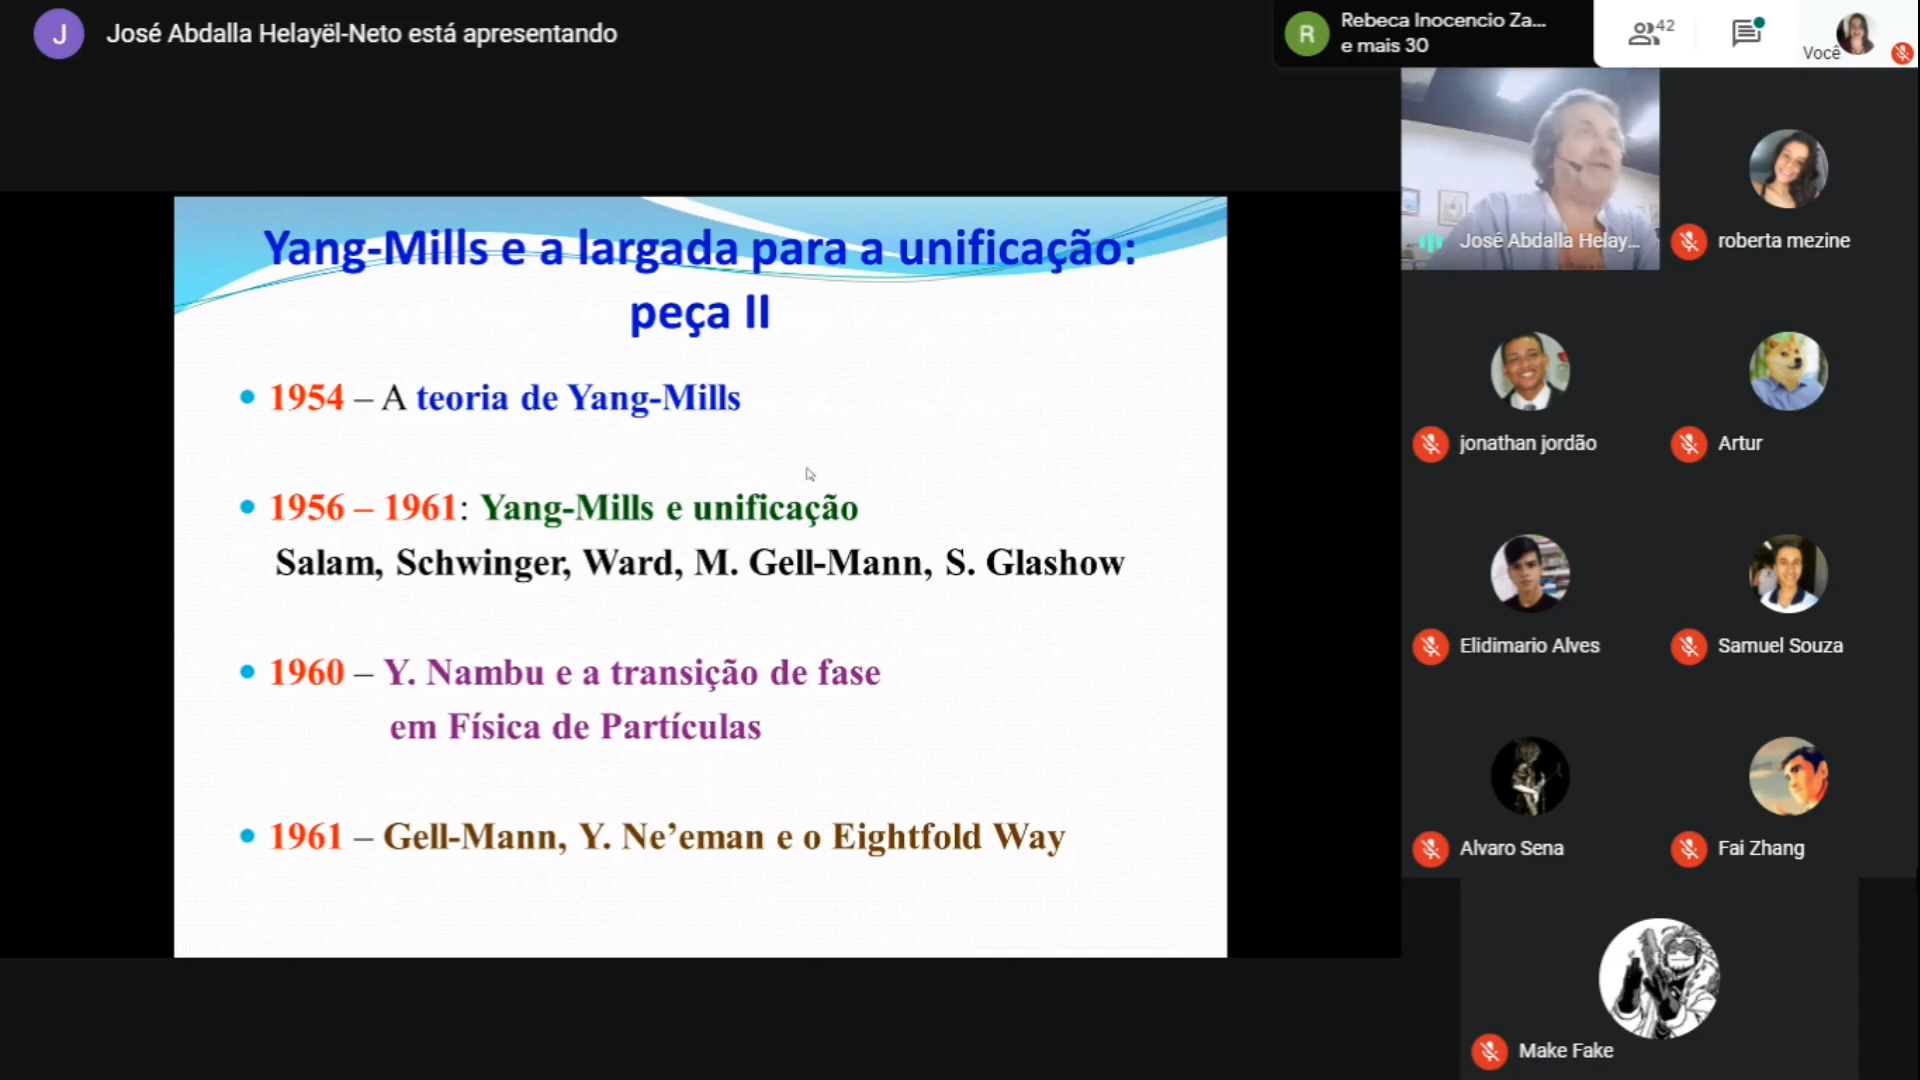 J
José Abdalla Helayël-Neto está apresentando
R
Rebeca Inocencio Za...
e mais 30
42
Você
Yang-Mills e a largada para a unificação:
peça II
1954 – A teoria de Yang-Mills
1956 – 1961: Yang-Mills e unificação
Salam, Schwinger, Ward, M. Gell-Mann, S. Glashow
1960 – Y. Nambu e a transição de fase
em Física de Partículas
1961 – Gell-Mann, Y. Ne’eman e o Eightfold Way
José Abdalla Helay...
roberta mezine
jonathan jordão
Artur
Elidimario Alves
Samuel Souza
Alvaro Sena
Fai Zhang
Make Fake